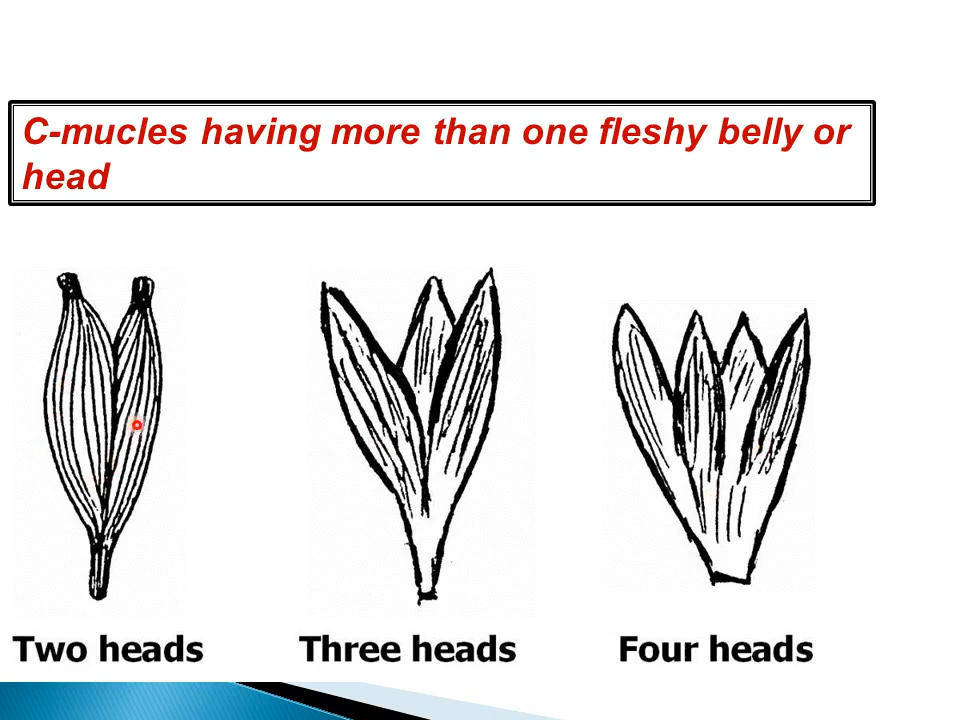 C-mucles having more than one fleshy belly or
head
Two heads
Three heads
Four heads